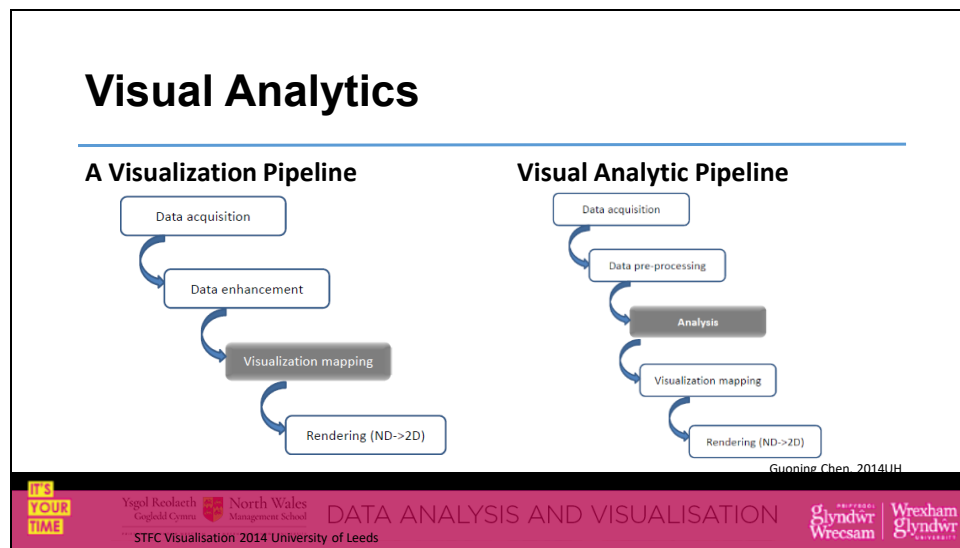 Visual Analytics
A Visualization Pipeline
Data acquisition
Data enhancement
Visualization mapping
Rendering (ND->2D)
Visual Analytic Pipeline
Data acquisition
Data pre-processing
Analysis
Visualization mapping
Rendering (ND->2D)
Guoning Chen, 2014UH
IT'S
YOUR
TIME
Ysgol Reolaeth
Gogledd Cymru
North Wales
Management School
STFC Visualisation 2014 University of Leeds
DATA ANALYSIS AND VISUALISATION
PRIFYSGOL
Glyndŵr
Wrecsam
Wrexham
Glyndŵr
UNIVERSITY